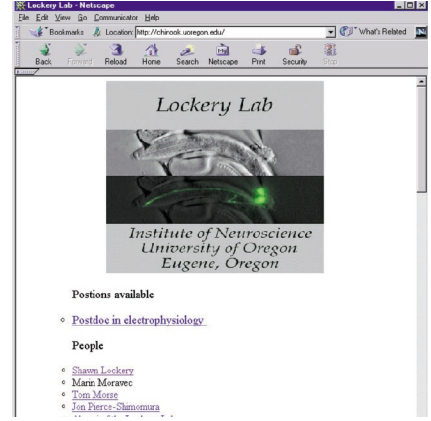 Lockery Lab - Netscape
File Edit View Go Communicator Help
Bookmarks Location: http://chinook.uoregon.edu/ What's Related
Back Forward Reload Home Search Netscape Print Security Stop
Lockery Lab
Institute of Neuroscience
University of Oregon
Eugene, Oregon
Postions available
Postdoc in electrophysiology
People
Shawn Lockery
Marin Moravec
Tom Morse
Jon Pierce-Shimomura